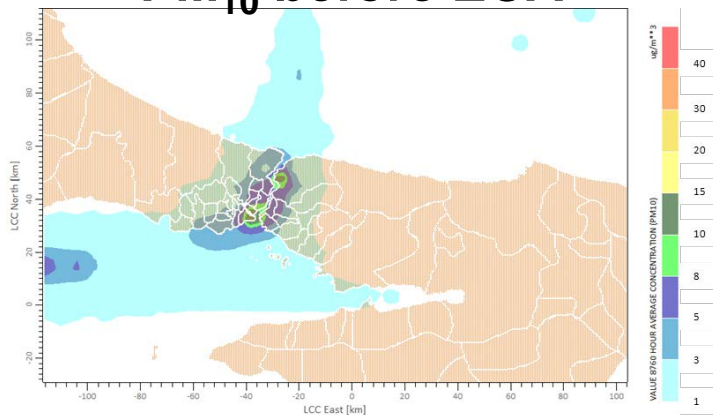 PM10 before ECA
ug/m**3
VALUE 8760 HOUR AVERAGE CONCENTRATION (PM10)
40
30
20
15
10
8
5
3
1
LCC North [km]
100
80
60
40
20
0
-20
-100 -80 -60 -40 -20 0 20 40 60 80 100
LCC East [km]